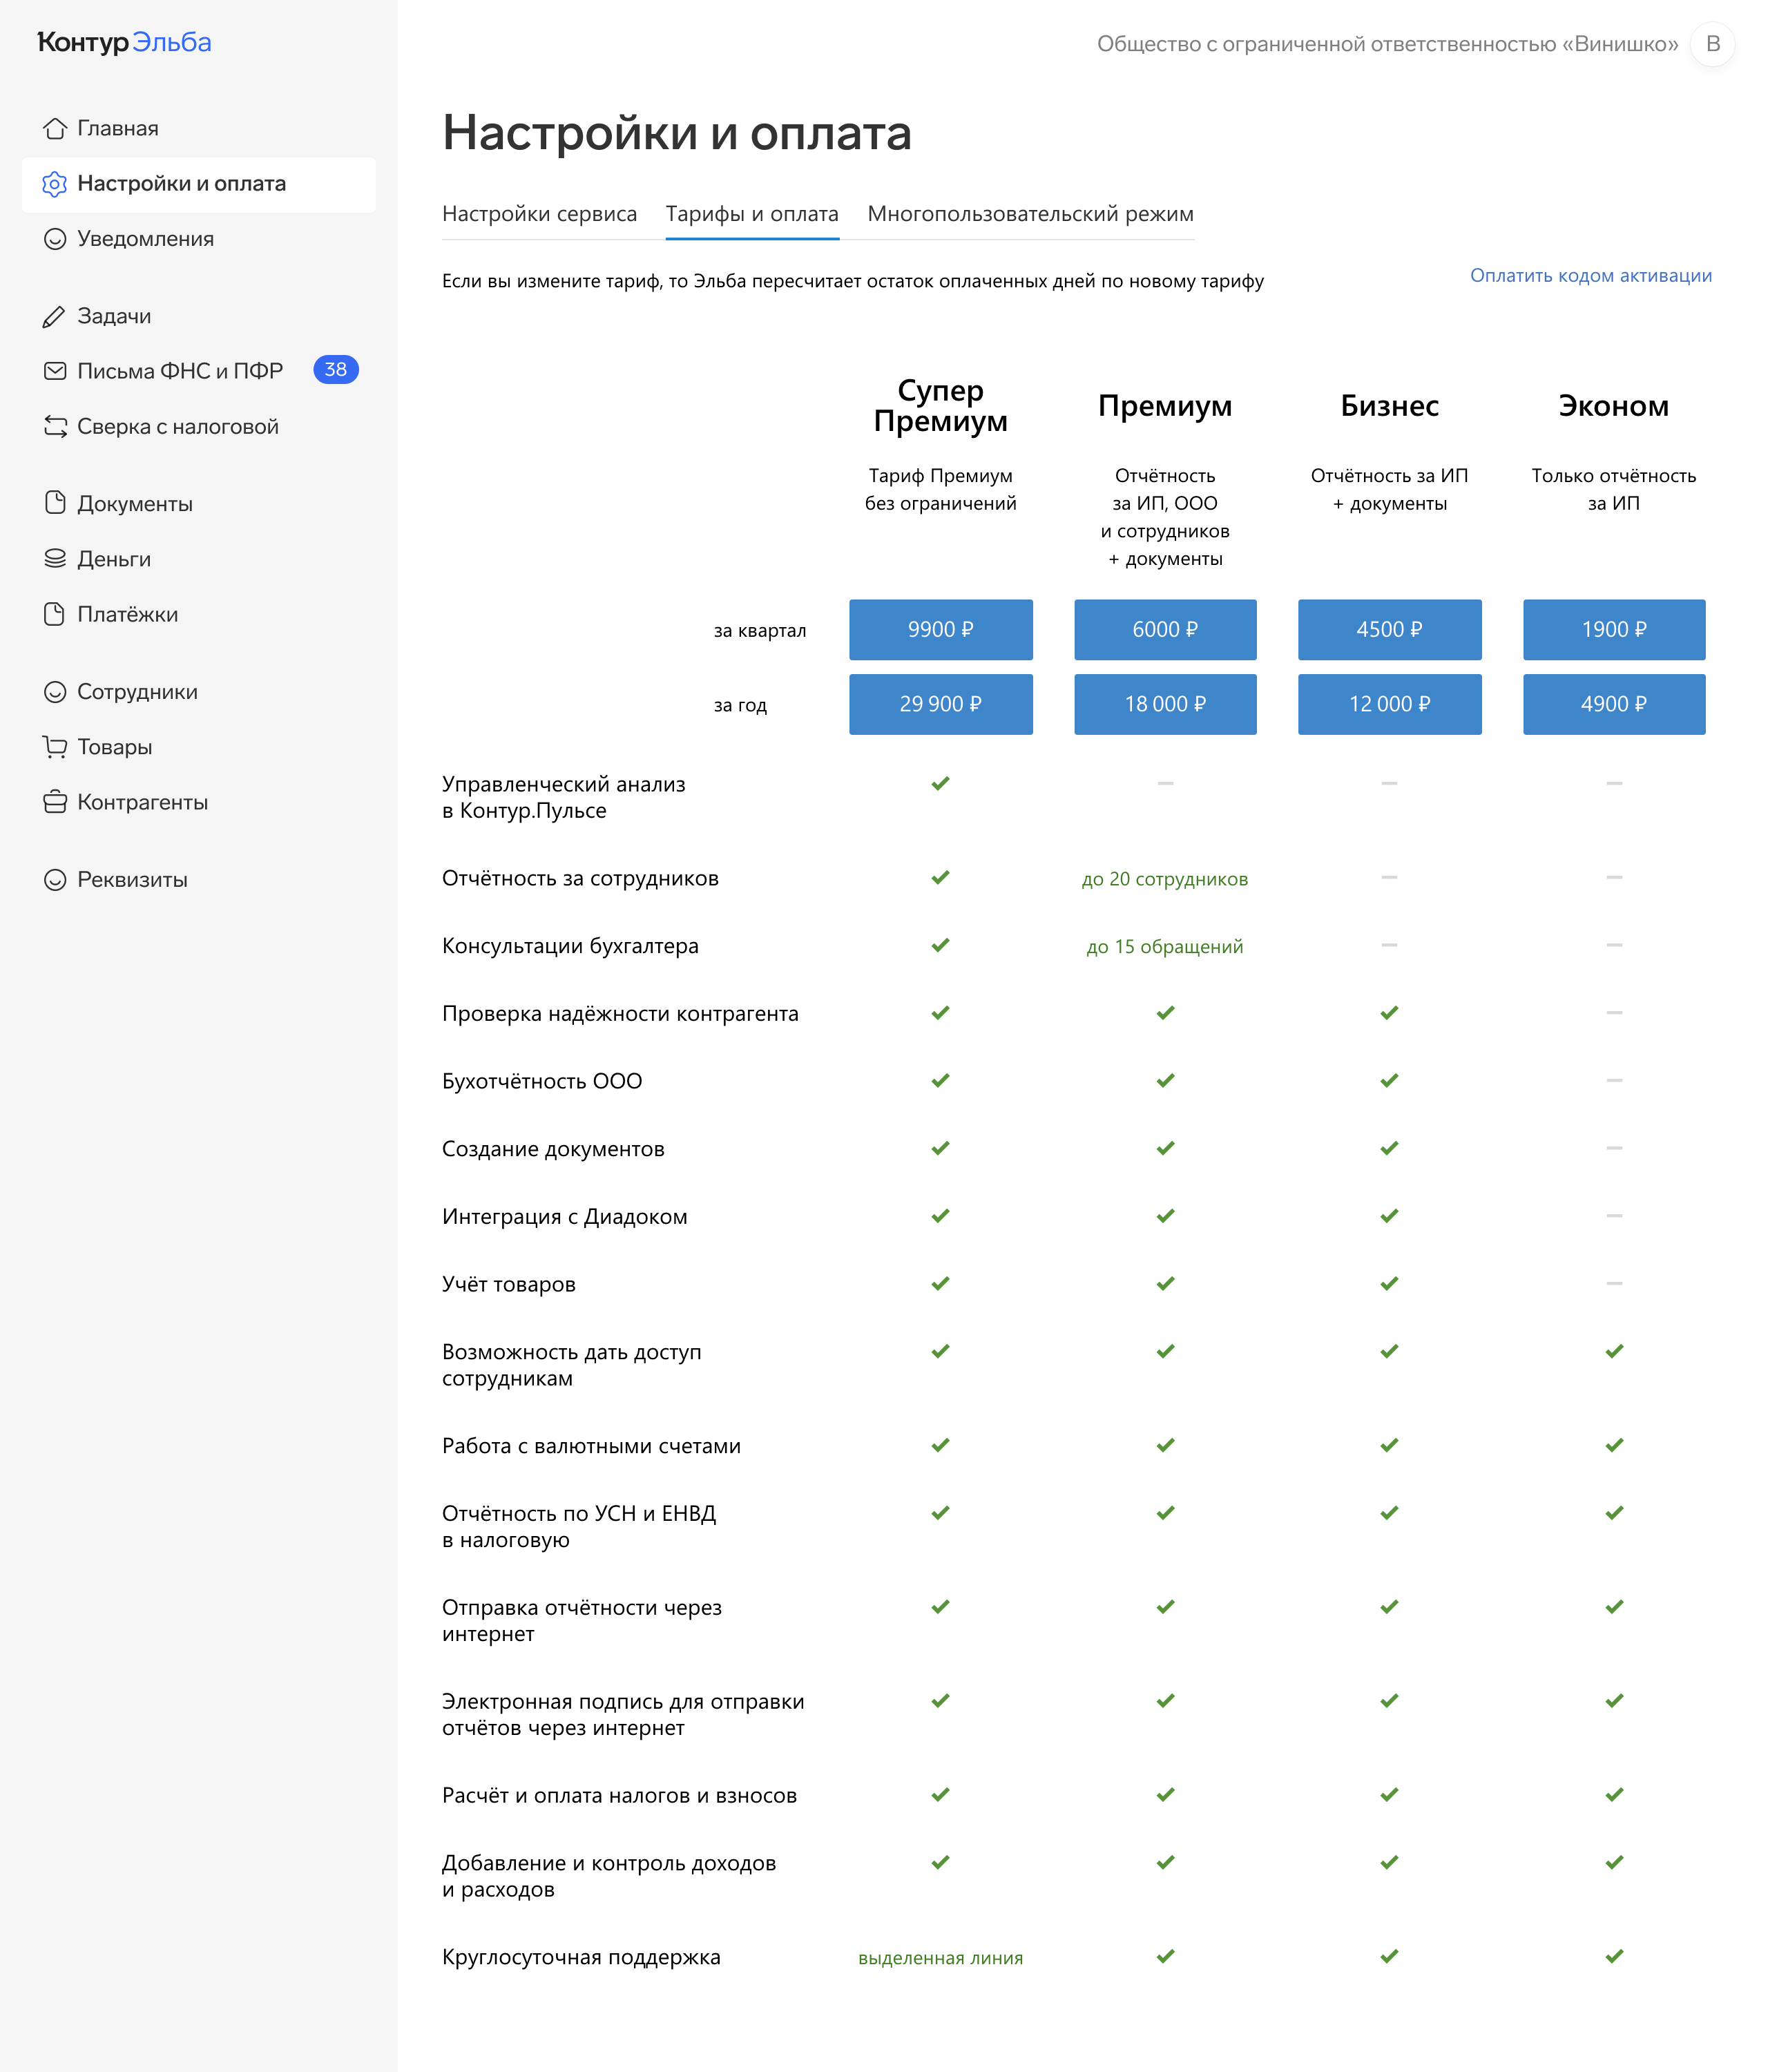 Контур Эльба
Общество с ограниченной ответственностью «Винишко» В
Главная
Настройки и оплата
Уведомления
Задачи
Письма ФНС и ПФР 38
Сверка с налоговой
Документы
Деньги
Платёжки
Сотрудники
Товары
Контрагенты
Реквизиты
Настройки и оплата
Настройки сервиса Тарифы и оплата Многопользовательский режим
Если вы измените тариф, то Эльба пересчитает остаток оплаченных дней по новому тарифу
Оплатить кодом активации
Супер
Премиум
Премиум
Бизнес
Эконом
Тариф Премиум
без ограничений
Отчётность
за ИП, ООО
и сотрудников
+ документы
Отчётность за ИП
+ документы
Только отчётность
за ИП
за квартал 9900 ₽ 6000 ₽ 4500 ₽ 1900 ₽
за год 29 900 ₽ 18 000 ₽ 12 000 ₽ 4900 ₽
Управленческий анализ
в Контур.Пульсе
Отчётность за сотрудников до 20 сотрудников
Консультации бухгалтера до 15 обращений
Проверка надёжности контрагента
Бухотчётность ООО
Создание документов
Интеграция с Диадоком
Учёт товаров
Возможность дать доступ
сотрудникам
Работа с валютными счетами
Отчётность по УСН и ЕНВД
в налоговую
Отправка отчётности через
интернет
Электронная подпись для отправки
отчётов через интернет
Расчёт и оплата налогов и взносов
Добавление и контроль доходов
и расходов
Круглосуточная поддержка выделенная линия